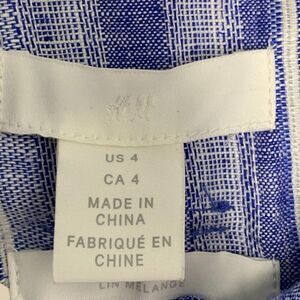 US 4
CA 4
MADE IN
CHINA
FABRIQUÉ EN
CHINE
LIN MELANGE